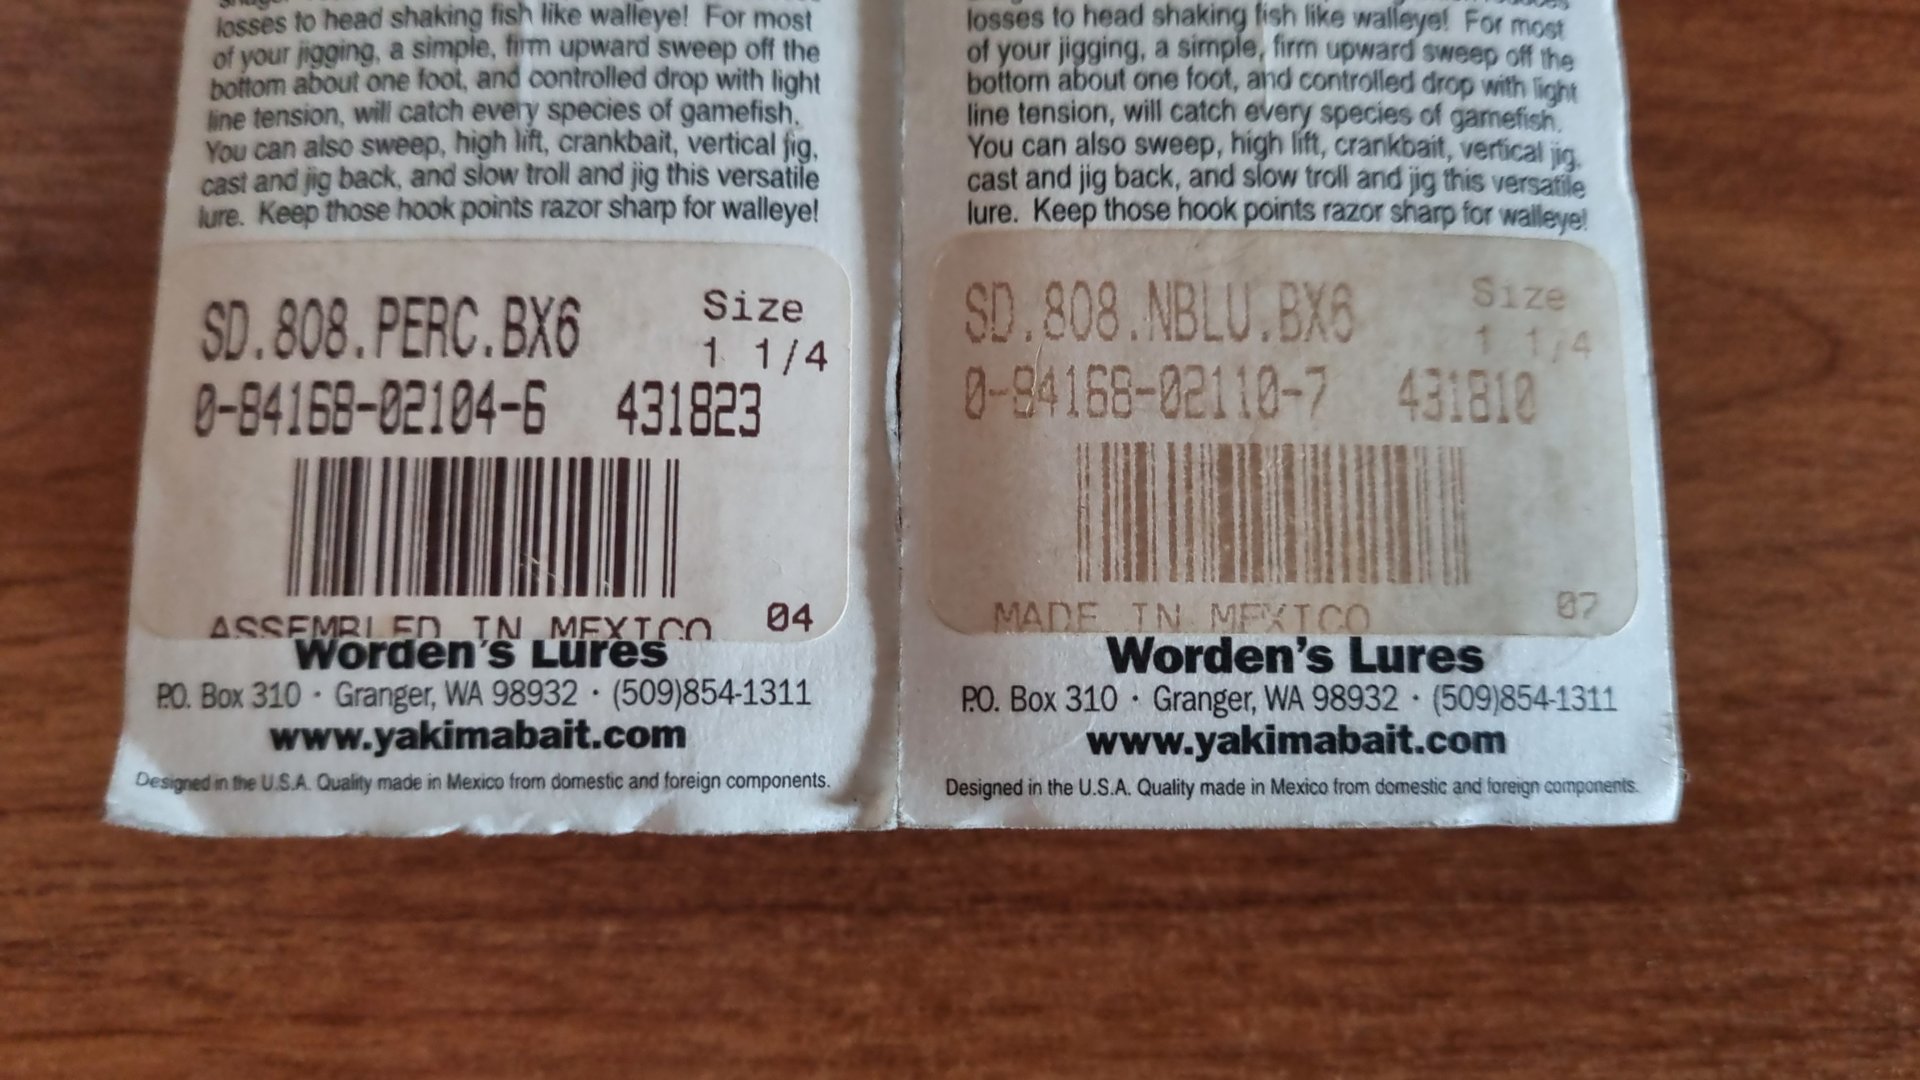 losses to head shaking fish like walleye! For most
of your jigging, a simple, firm upward sweep off the
bottom about one foot, and controlled drop with light
line tension, will catch every species of gamefish.
You can also sweep, high lift, crankbait, vertical jig,
cast and jig back, and slow troll and jig this versatile
lure. Keep those hook points razor sharp for walleye!
SD.808.PERC.BX6
Size
1 1/4
0-84168-02104-6 431823
ASSEMBLED IN MEXICO
04
Worden's Lures
P.O. Box 310 · Granger, WA 98932 · (509)854-1311
www.yakimabait.com
Designed in the U.S.A. Quality made in Mexico from domestic and foreign components.
losses to head shaking fish like walleye! For most
of your jigging, a simple, firm upward sweep off the
bottom about one foot, and controlled drop with light
line tension, will catch every species of gamefish.
You can also sweep, high lift, crankbait, vertical jig,
cast and jig back, and slow troll and jig this versatile
lure. Keep those hook points razor sharp for walleye!
SD.808.NBLU.BX6
Size
1 1/4
0-84168-02110-7 431810
MADE IN MEXICO
07
Worden's Lures
P.O. Box 310 · Granger, WA 98932 · (509)854-1311
www.yakimabait.com
Designed in the U.S.A. Quality made in Mexico from domestic and foreign components.